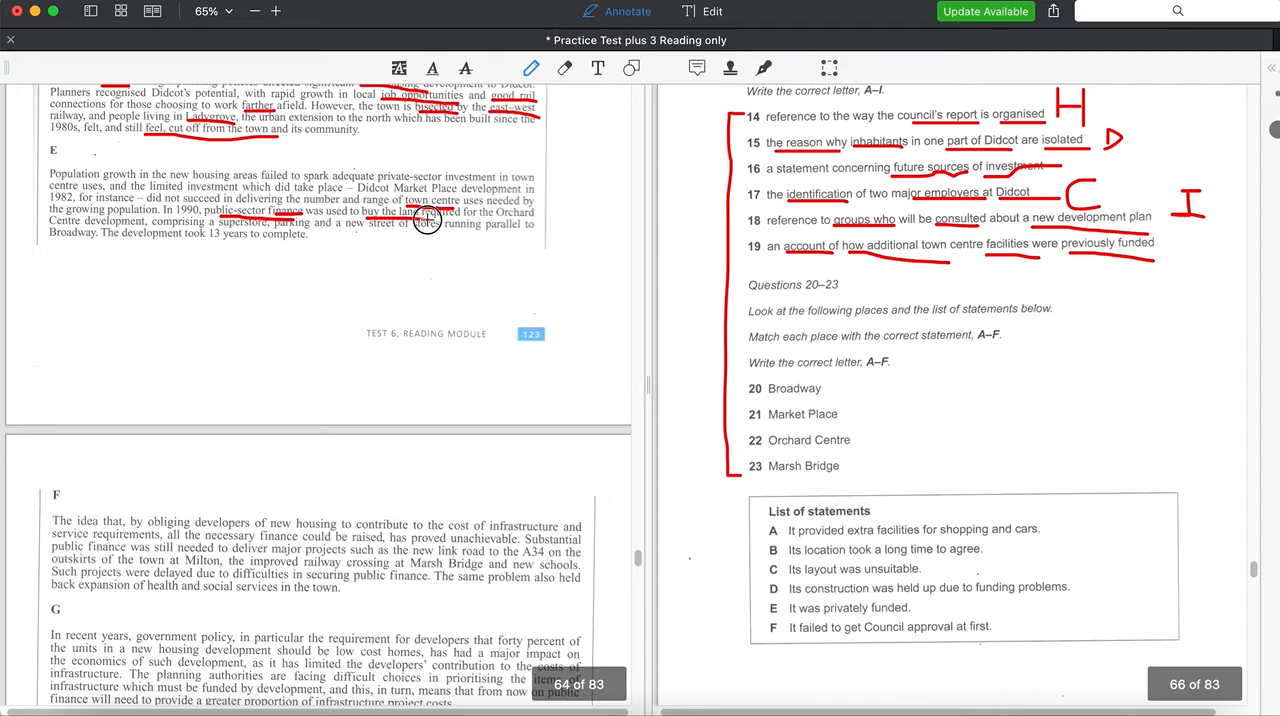 65%
Annotate
Edit
Update Available
* Practice Test plus 3 Reading only
Planners recognised Didcot's potential, with rapid growth in local job opportunities and good rail
connections for those choosing to work farther afield. However, the town is bisected by the east–west
railway, and people living in Ladygrove, the urban extension to the north which has been built since the
1980s, felt, and still feel, cut off from the town and its community.
E
Population growth in the new housing areas failed to spark adequate private-sector investment in town
centre uses, and the limited investment which did take place – Didcot Market Place development in
1982, for instance – did not succeed in delivering the number and range of town centre uses needed by
the growing population. In 1990, public-sector finance was used to buy the land required for the Orchard
Centre development, comprising a superstore, parking and a new street of stores running parallel to
Broadway. The development took 13 years to complete.
TEST 6, READING MODULE 123
F
The idea that, by obliging developers of new housing to contribute to the cost of infrastructure and
service requirements, all the necessary finance could be raised, has proved unachievable. Substantial
public finance was still needed to deliver major projects such as the new link road to the A34 on the
outskirts of the town at Milton, the improved railway crossing at Marsh Bridge and new schools.
Such projects were delayed due to difficulties in securing public finance. The same problem also held
back expansion of health and social services in the town.
G
In recent years, government policy, in particular the requirement for developers that forty percent of
the units in a new housing development should be low cost homes, has had a major impact on
the economics of such development, as it has limited the developers' contribution to the costs of
infrastructure. The planning authorities are facing difficult choices in prioritising the items of
infrastructure which must be funded by development, and this, in turn, means that from now on public
finance will need to provide a greater proportion of infrastructure project costs.
64 of 83
Write the correct letter, A–I.
14 reference to the way the council's report is organised H
15 the reason why inhabitants in one part of Didcot are isolated D
16 a statement concerning future sources of investment
17 the identification of two major employers at Didcot C
18 reference to groups who will be consulted about a new development plan I
19 an account of how additional town centre facilities were previously funded
Questions 20–23
Look at the following places and the list of statements below.
Match each place with the correct statement, A–F.
Write the correct letter, A–F.
20 Broadway
21 Market Place
22 Orchard Centre
23 Marsh Bridge
List of statements
A It provided extra facilities for shopping and cars.
B Its location took a long time to agree.
C Its layout was unsuitable.
D Its construction was held up due to funding problems.
E It was privately funded.
F It failed to get Council approval at first.
66 of 83